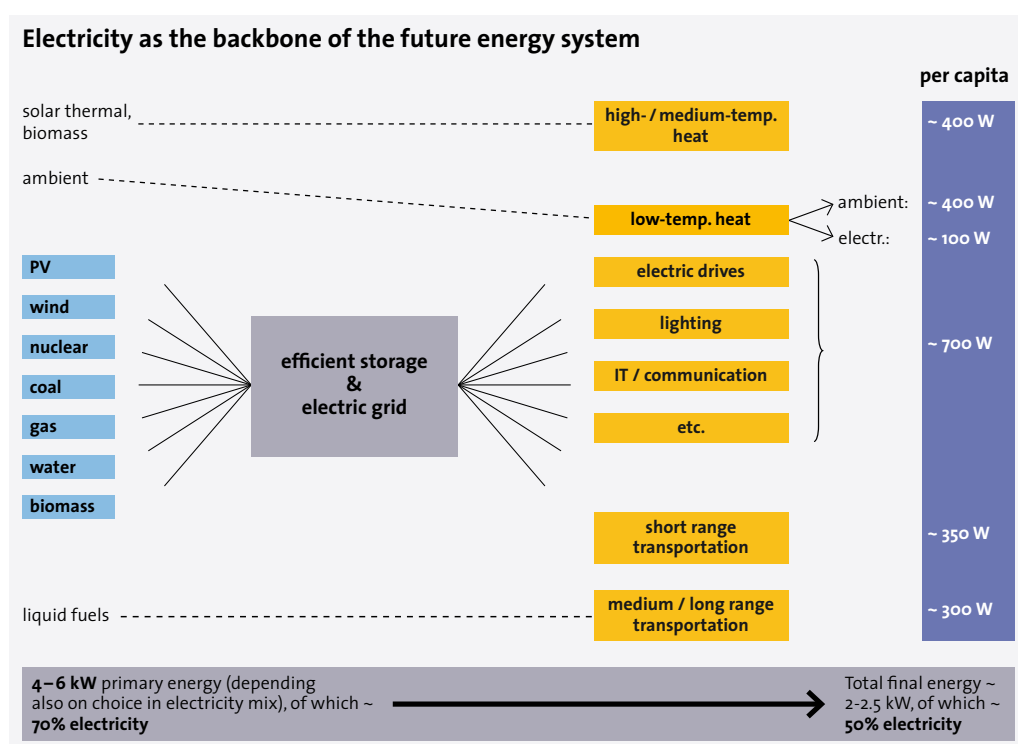 Electricity as the backbone of the future energy system
per capita
solar thermal,
biomass
high- / medium-temp.
heat
~ 400 W
ambient
low-temp. heat
ambient:
~ 400 W
electr.:
~ 100 W
PV
wind
nuclear
coal
gas
water
biomass
efficient storage
&
electric grid
electric drives
lighting
IT / communication
etc.
~ 700 W
short range
transportation
~ 350 W
liquid fuels
medium / long range
transportation
~ 300 W
4–6 kW primary energy (depending
also on choice in electricity mix), of which ~
70% electricity
Total final energy ~
2-2.5 kW, of which ~
50% electricity